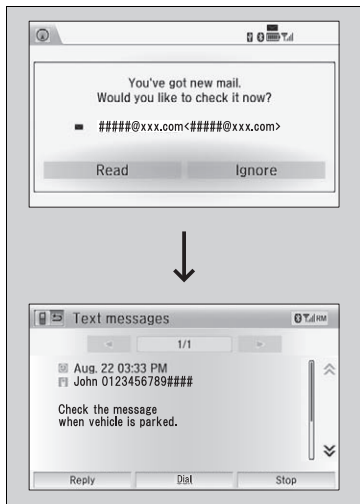 You've got new mail.
Would you like to check it now?
#####@xxx.com<#####@xxx.com>
Read Ignore
Text messages RM
1/1
Aug. 22 03:33 PM
John 0123456789####
Check the message
when vehicle is parked.
Reply Dial Stop